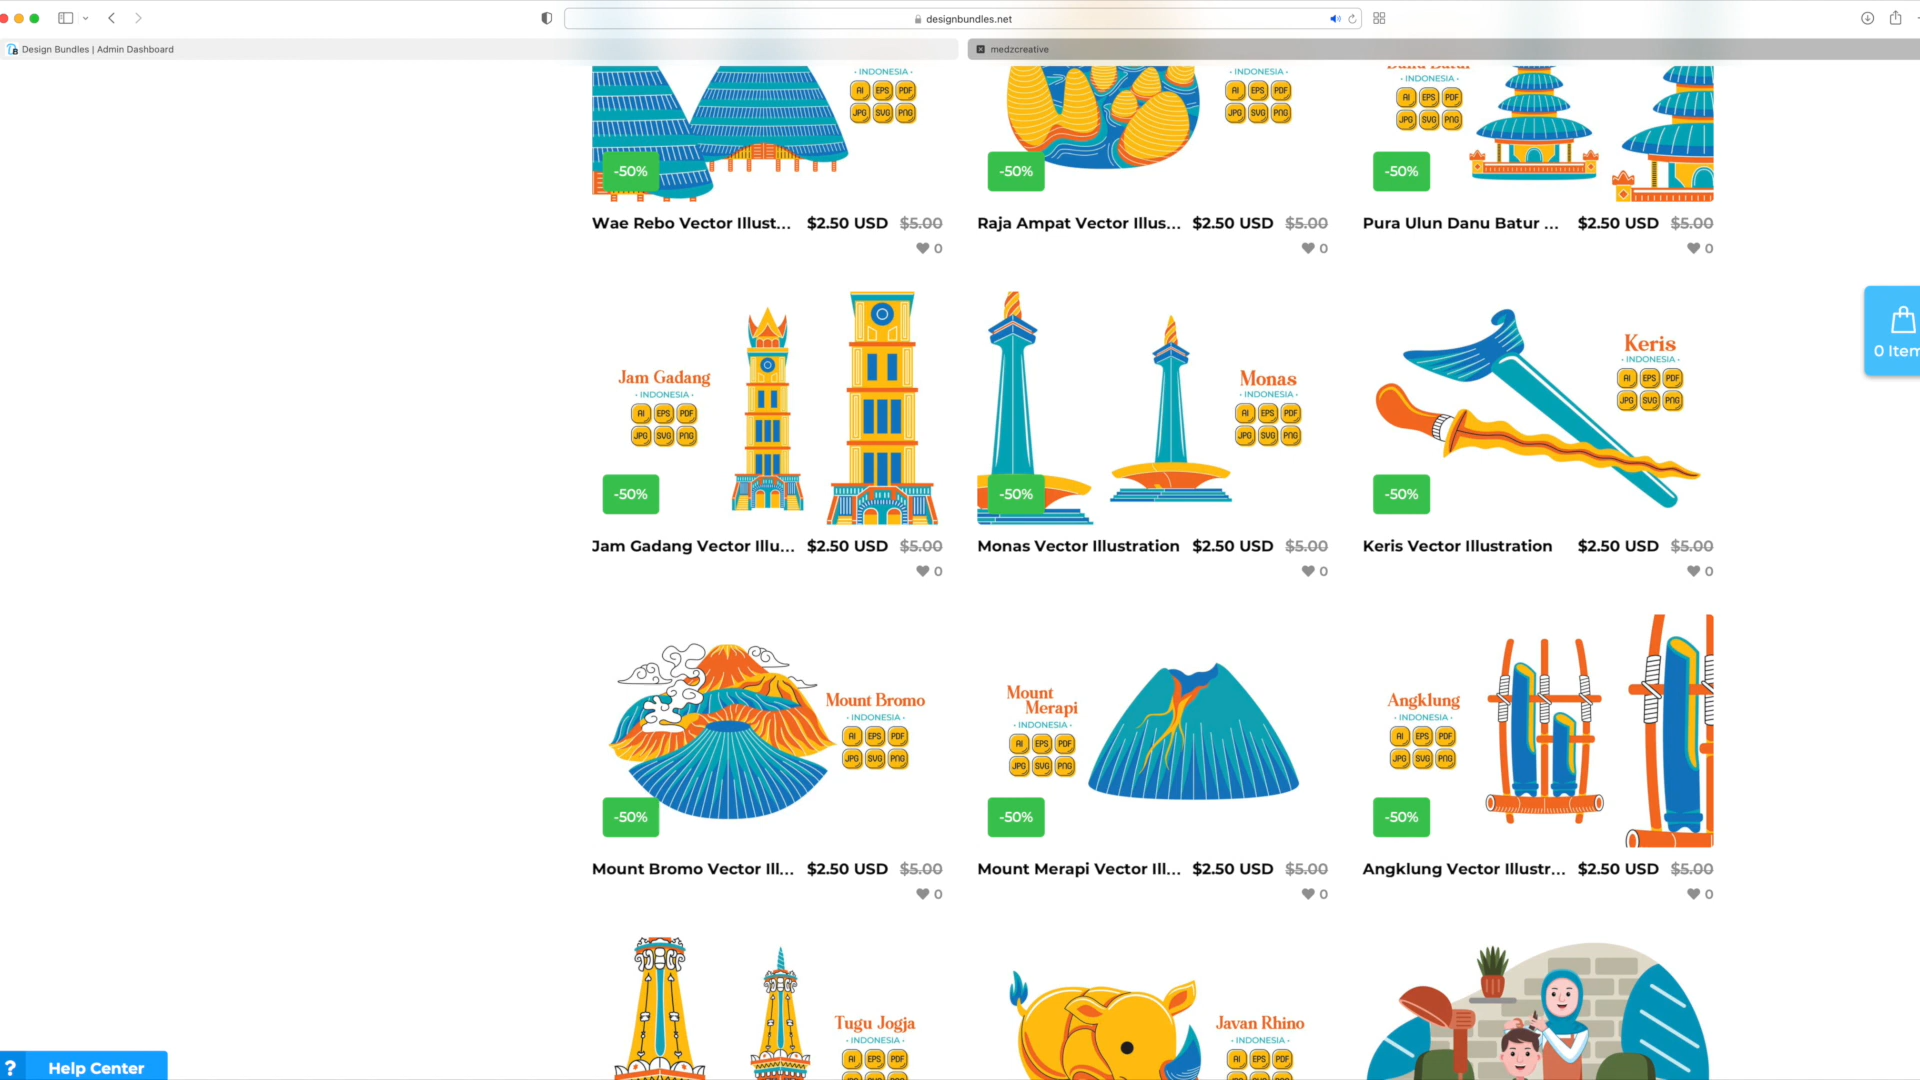 designbundles.net
Design Bundles | Admin Dashboard
medzcreative
• INDONESIA •
AI EPS PDF
JPG SVG PNG
-50%
Wae Rebo Vector Illust... $2.50 USD $5.00
0
• INDONESIA •
AI EPS PDF
JPG SVG PNG
-50%
Raja Ampat Vector Illus... $2.50 USD $5.00
0
Danu Batur
• INDONESIA •
AI EPS PDF
JPG SVG PNG
-50%
Pura Ulun Danu Batur ... $2.50 USD $5.00
0
0 Item
Jam Gadang
• INDONESIA •
AI EPS PDF
JPG SVG PNG
-50%
Jam Gadang Vector Illu... $2.50 USD $5.00
0
Monas
• INDONESIA •
AI EPS PDF
JPG SVG PNG
-50%
Monas Vector Illustration $2.50 USD $5.00
0
Keris
• INDONESIA •
AI EPS PDF
JPG SVG PNG
-50%
Keris Vector Illustration $2.50 USD $5.00
0
Mount Bromo
• INDONESIA •
AI EPS PDF
JPG SVG PNG
-50%
Mount Bromo Vector Ill... $2.50 USD $5.00
0
Mount
Merapi
• INDONESIA •
AI EPS PDF
JPG SVG PNG
-50%
Mount Merapi Vector Ill... $2.50 USD $5.00
0
Angklung
• INDONESIA •
AI EPS PDF
JPG SVG PNG
-50%
Angklung Vector Illustr... $2.50 USD $5.00
0
Tugu Jogja
• INDONESIA •
AI EPS PDF
Javan Rhino
• INDONESIA •
AI EPS PDF
? Help Center